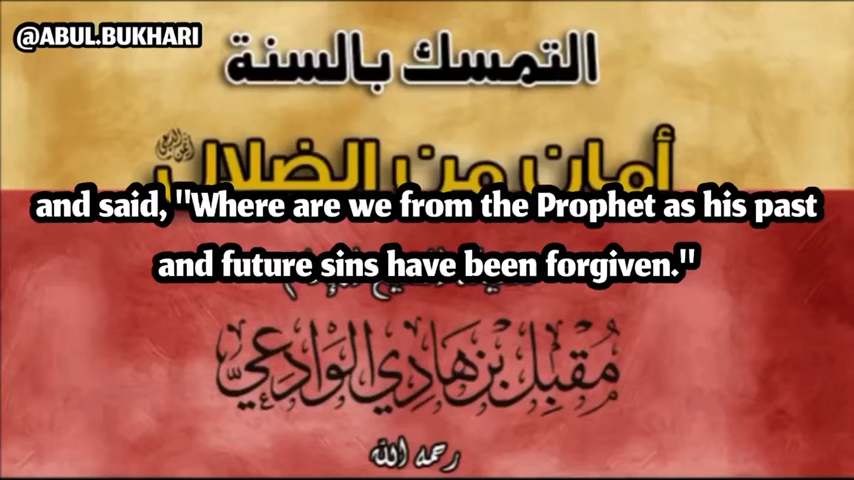 @ABUL.BUKHARI
التمسك بالسنة
أمان من الضلال
and said, "Where are we from the Prophet as his past
and future sins have been forgiven."
مقبل بن هادي الوادعي
رحمه الله